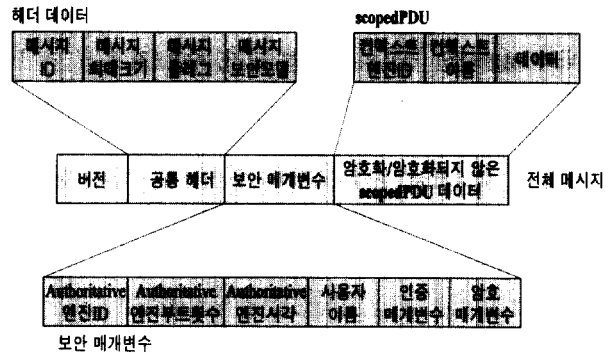 헤더 데이터
scopedPDU
메시지 ID
메시지 최대크기
메시지 플래그
메시지 보안모델
컨텍스트 엔진ID
컨텍스트 이름
데이터
버전
공통 헤더
보안 매개변수
암호화/암호화되지 않은
scopedPDU 데이터
전체 메시지
Authoritative 엔진ID
Authoritative 엔진부트횟수
Authoritative 엔진시각
사용자 이름
인증 매개변수
암호 매개변수
보안 매개변수